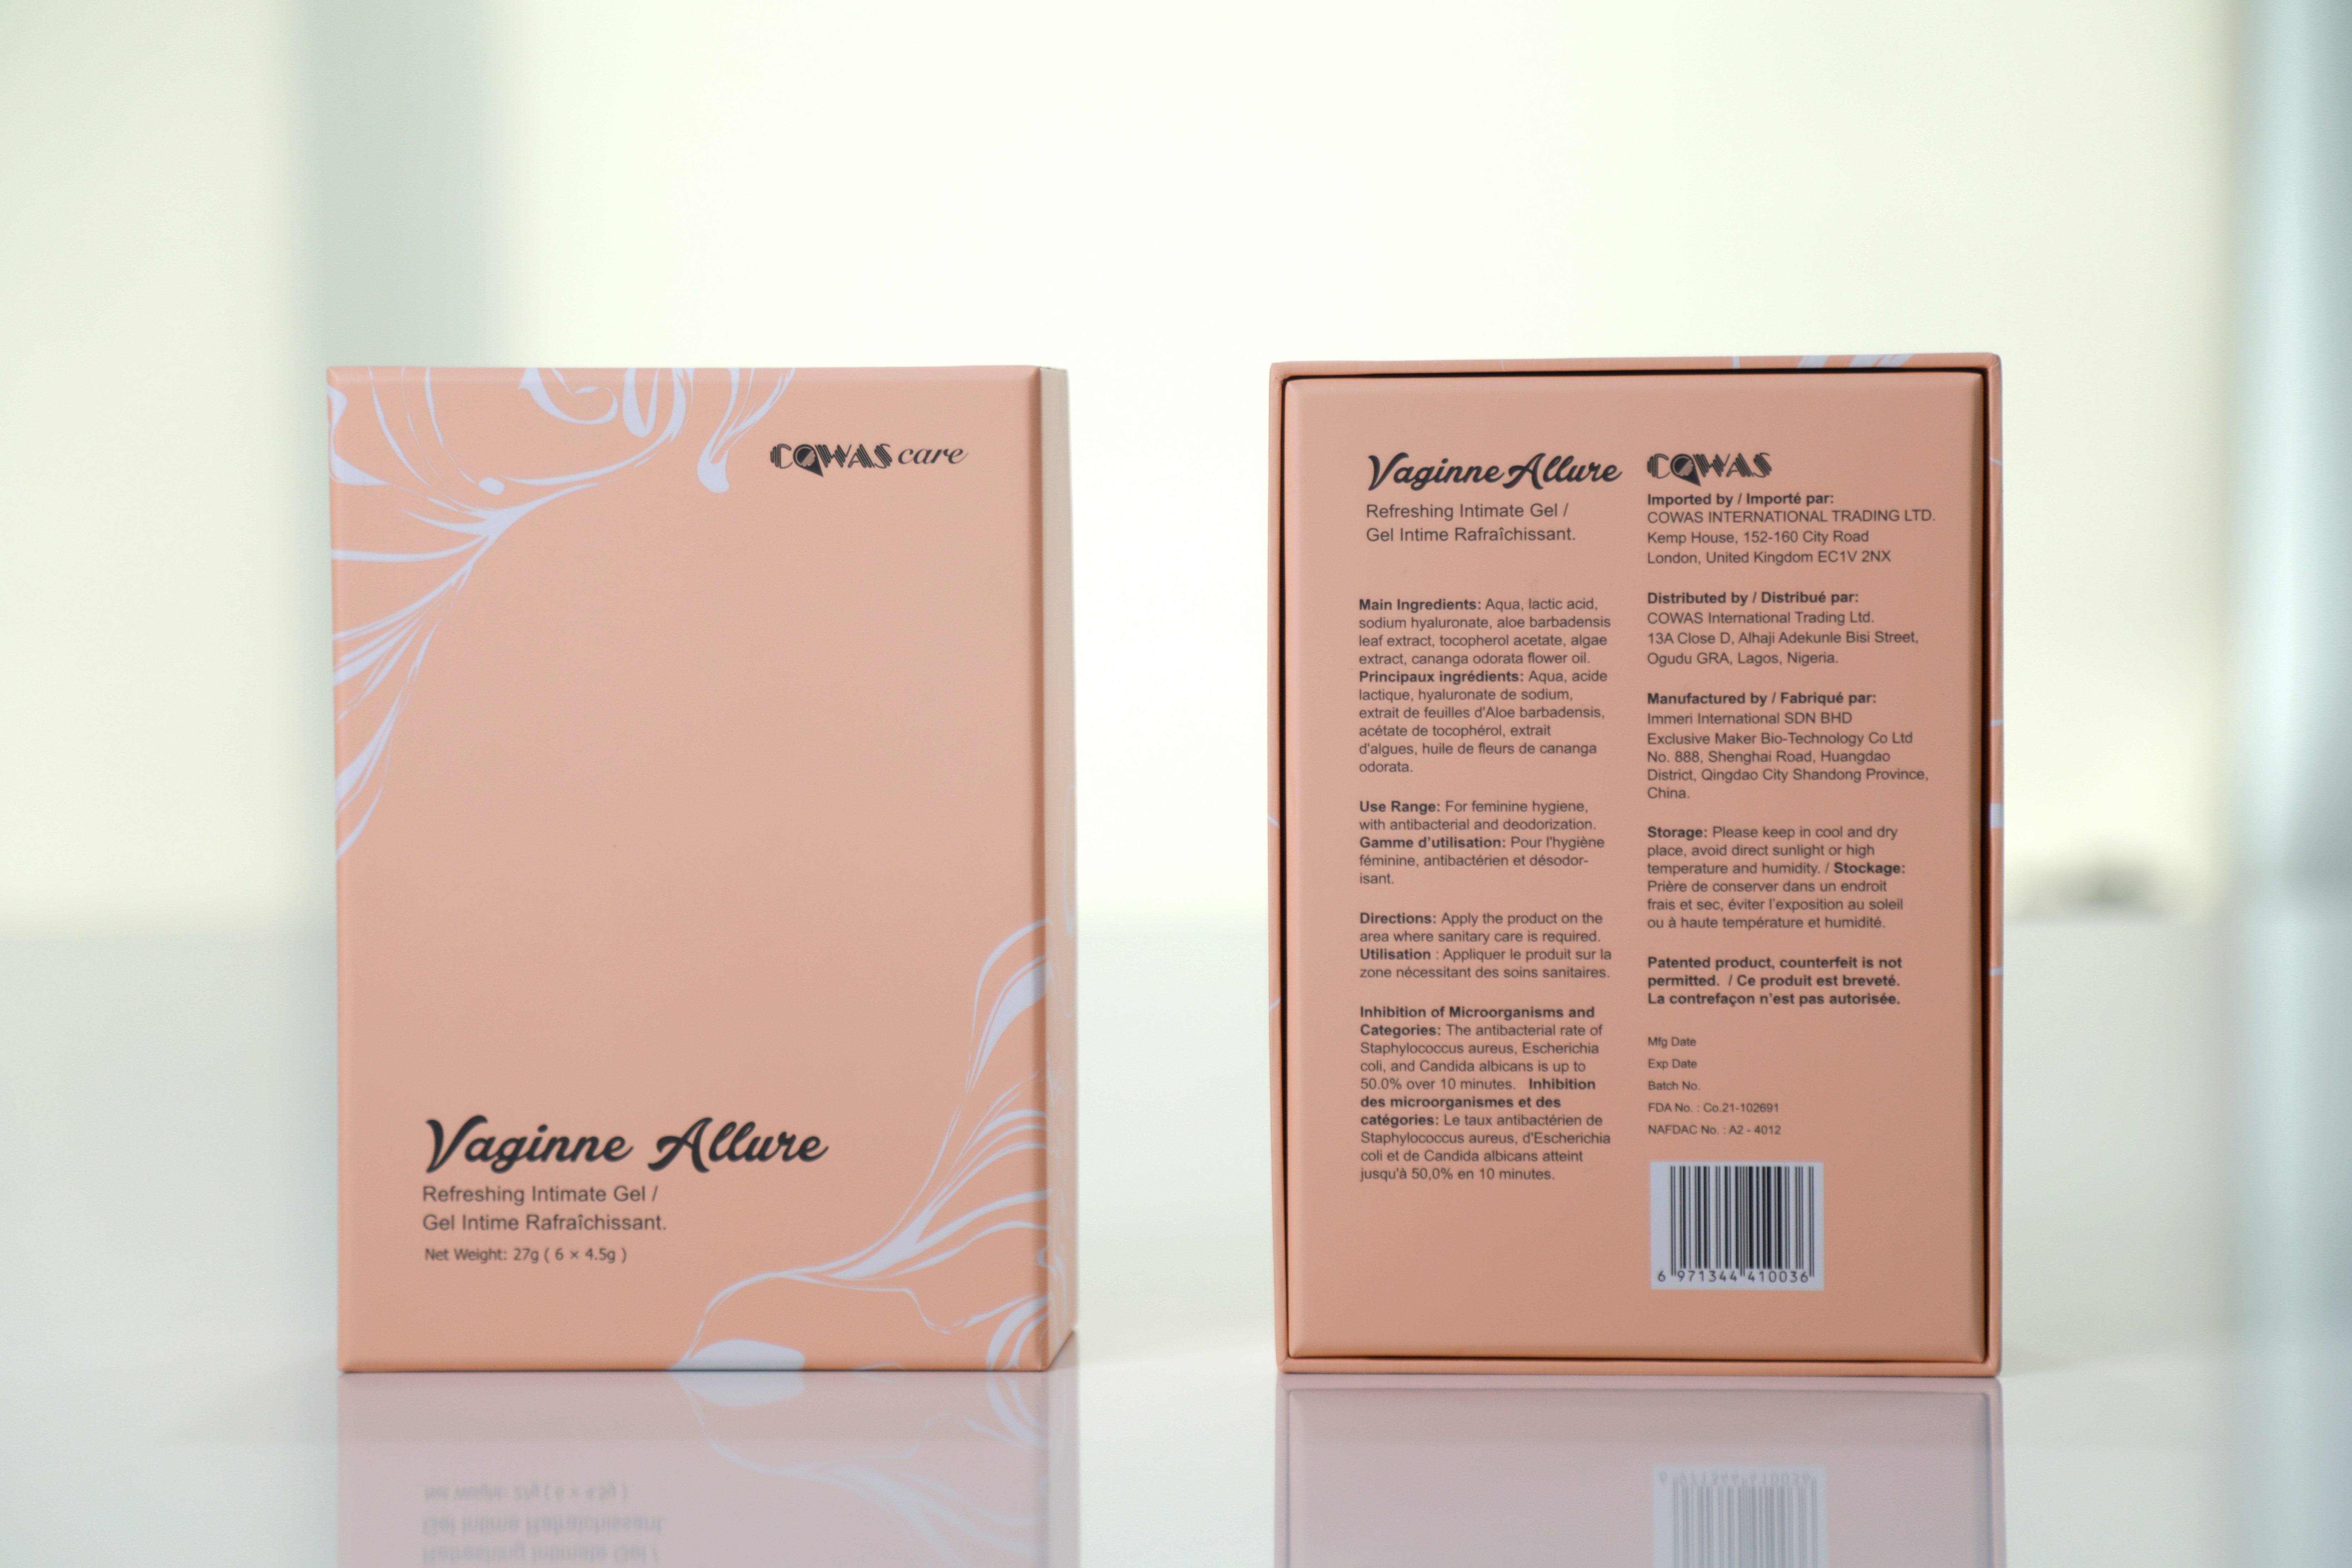 COWAS care
Vaginne Allure
Refreshing Intimate Gel /
Gel Intime Rafraîchissant.
Net Weight: 27g ( 6 × 4.5g )
Vaginne Allure
Refreshing Intimate Gel /
Gel Intime Rafraîchissant.
Main Ingredients: Aqua, lactic acid,
sodium hyaluronate, aloe barbadensis
leaf extract, tocopherol acetate, algae
extract, cananga odorata flower oil.
Principaux ingrédients: Aqua, acide
lactique, hyaluronate de sodium,
extrait de feuilles d'Aloe barbadensis,
acétate de tocophérol, extrait
d'algues, huile de fleurs de cananga
odorata.
Use Range: For feminine hygiene,
with antibacterial and deodorization.
Gamme d'utilisation: Pour l'hygiène
féminine, antibactérien et désodor-
isant.
Directions: Apply the product on the
area where sanitary care is required.
Utilisation : Appliquer le produit sur la
zone nécessitant des soins sanitaires.
Inhibition of Microorganisms and
Categories: The antibacterial rate of
Staphylococcus aureus, Escherichia
coli, and Candida albicans is up to
50.0% over 10 minutes. Inhibition
des microorganismes et des
catégories: Le taux antibactérien de
Staphylococcus aureus, d'Escherichia
coli et de Candida albicans atteint
jusqu'à 50,0% en 10 minutes.
COWAS
Imported by / Importé par:
COWAS INTERNATIONAL TRADING LTD.
Kemp House, 152-160 City Road
London, United Kingdom EC1V 2NX
Distributed by / Distribué par:
COWAS International Trading Ltd.
13A Close D, Alhaji Adekunle Bisi Street,
Ogudu GRA, Lagos, Nigeria.
Manufactured by / Fabriqué par:
Immeri International SDN BHD
Exclusive Maker Bio-Technology Co Ltd
No. 888, Shenghai Road, Huangdao
District, Qingdao City Shandong Province,
China.
Storage: Please keep in cool and dry
place, avoid direct sunlight or high
temperature and humidity. / Stockage:
Prière de conserver dans un endroit
frais et sec, éviter l'exposition au soleil
ou à haute température et humidité.
Patented product, counterfeit is not
permitted. / Ce produit est breveté.
La contrefaçon n'est pas autorisée.
Mfg Date
Exp Date
Batch No.
FDA No. : Co.21-102691
NAFDAC No. : A2 - 4012
6 971344 410036